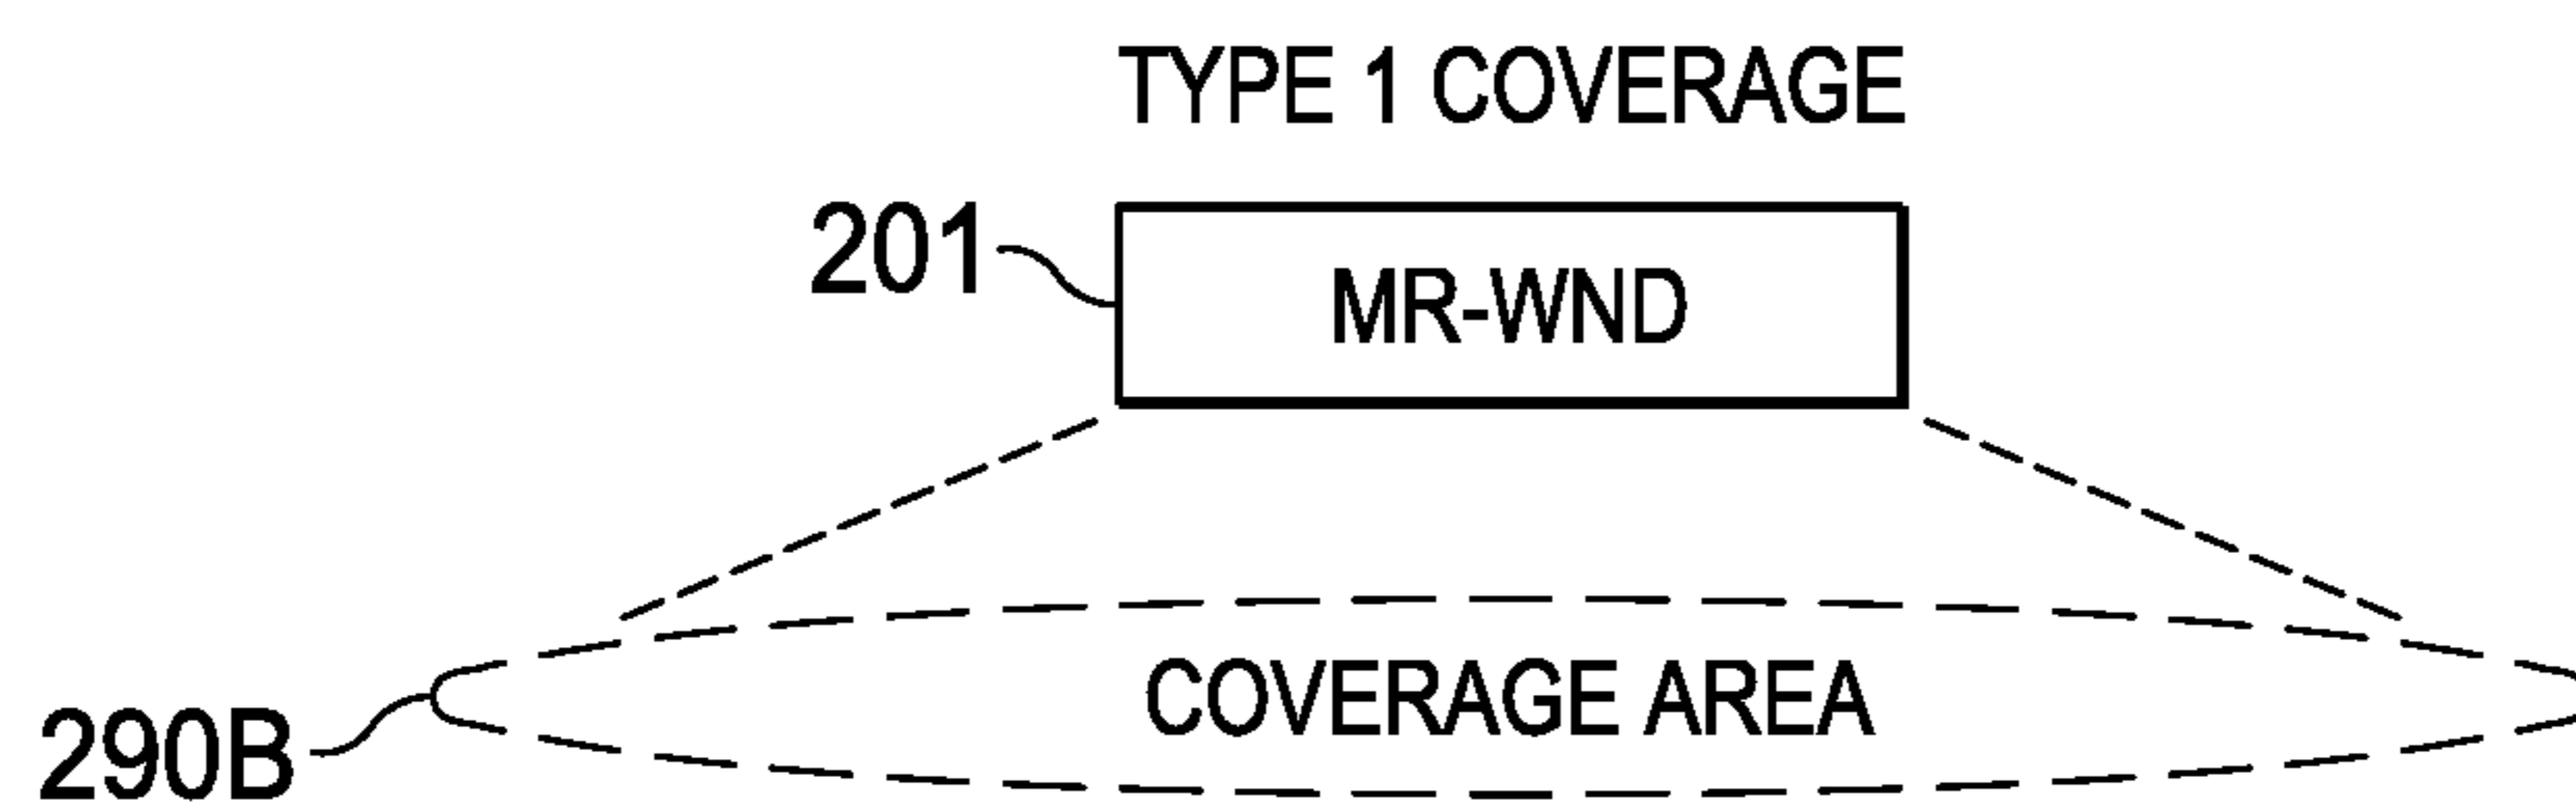 TYPE 1 COVERAGE
201
MR-WND
COVERAGE AREA
290B